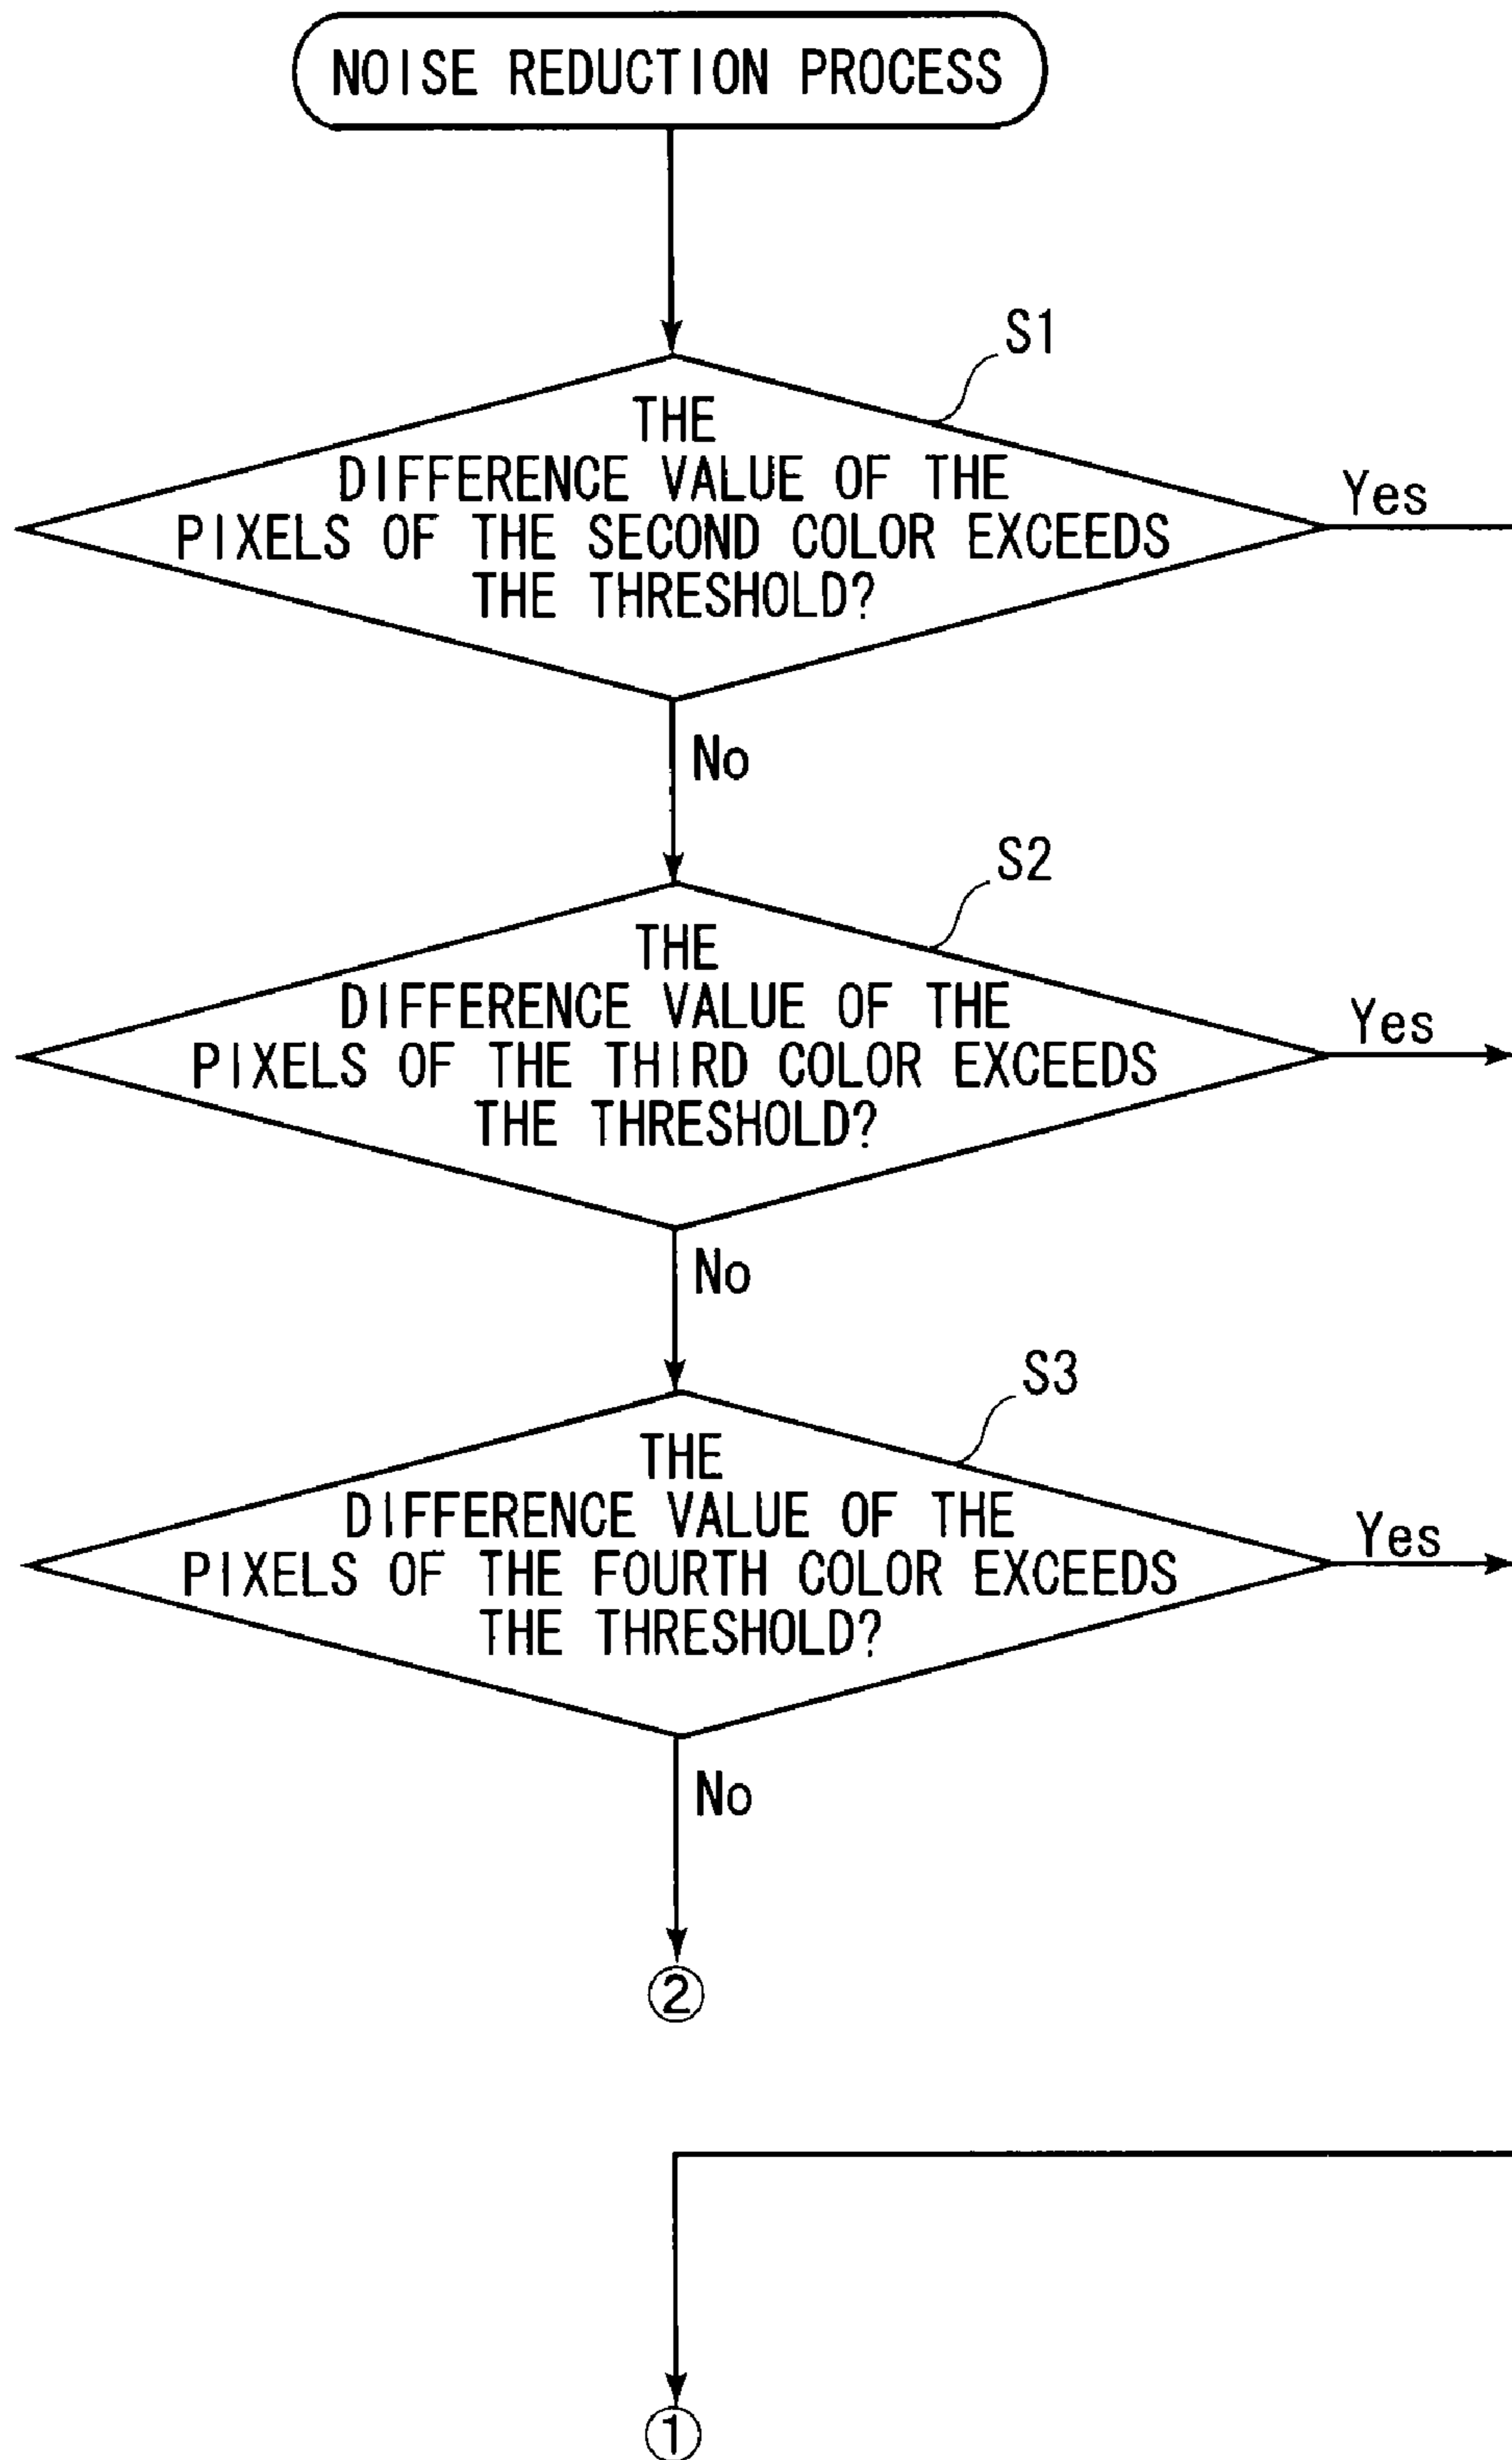 NOISE REDUCTION PROCESS
S1
THE
DIFFERENCE VALUE OF THE
PIXELS OF THE SECOND COLOR EXCEEDS
THE THRESHOLD?
Yes
No
S2
THE
DIFFERENCE VALUE OF THE
PIXELS OF THE THIRD COLOR EXCEEDS
THE THRESHOLD?
Yes
No
S3
THE
DIFFERENCE VALUE OF THE
PIXELS OF THE FOURTH COLOR EXCEEDS
THE THRESHOLD?
Yes
No
②
①